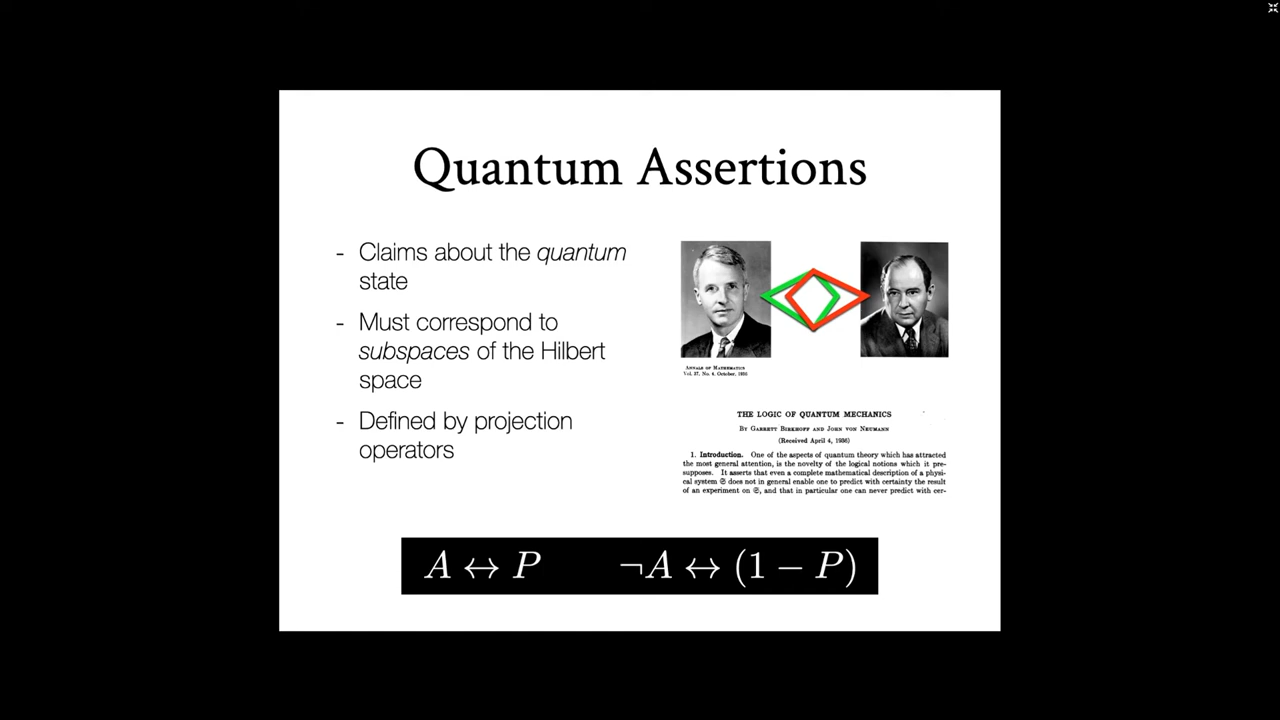 Quantum Assertions
- Claims about the quantum
state
- Must correspond to
subspaces of the Hilbert
space
- Defined by projection
operators
ANNALS OF MATHEMATICS
Vol. 37, No. 4, October, 1936
THE LOGIC OF QUANTUM MECHANICS
BY GARRETT BIRKHOFF AND JOHN VON NEUMANN
(Received April 4, 1936)
1. Introduction. One of the aspects of quantum theory which has attracted
the most general attention, is the novelty of the logical notions which it pre-
supposes. It asserts that even a complete mathematical description of a physi-
cal system 𝔖 does not in general enable one to predict with certainty the result
of an experiment on 𝔖, and that in particular one can never predict with cer-
A ↔ P ¬A ↔ (1 − P)